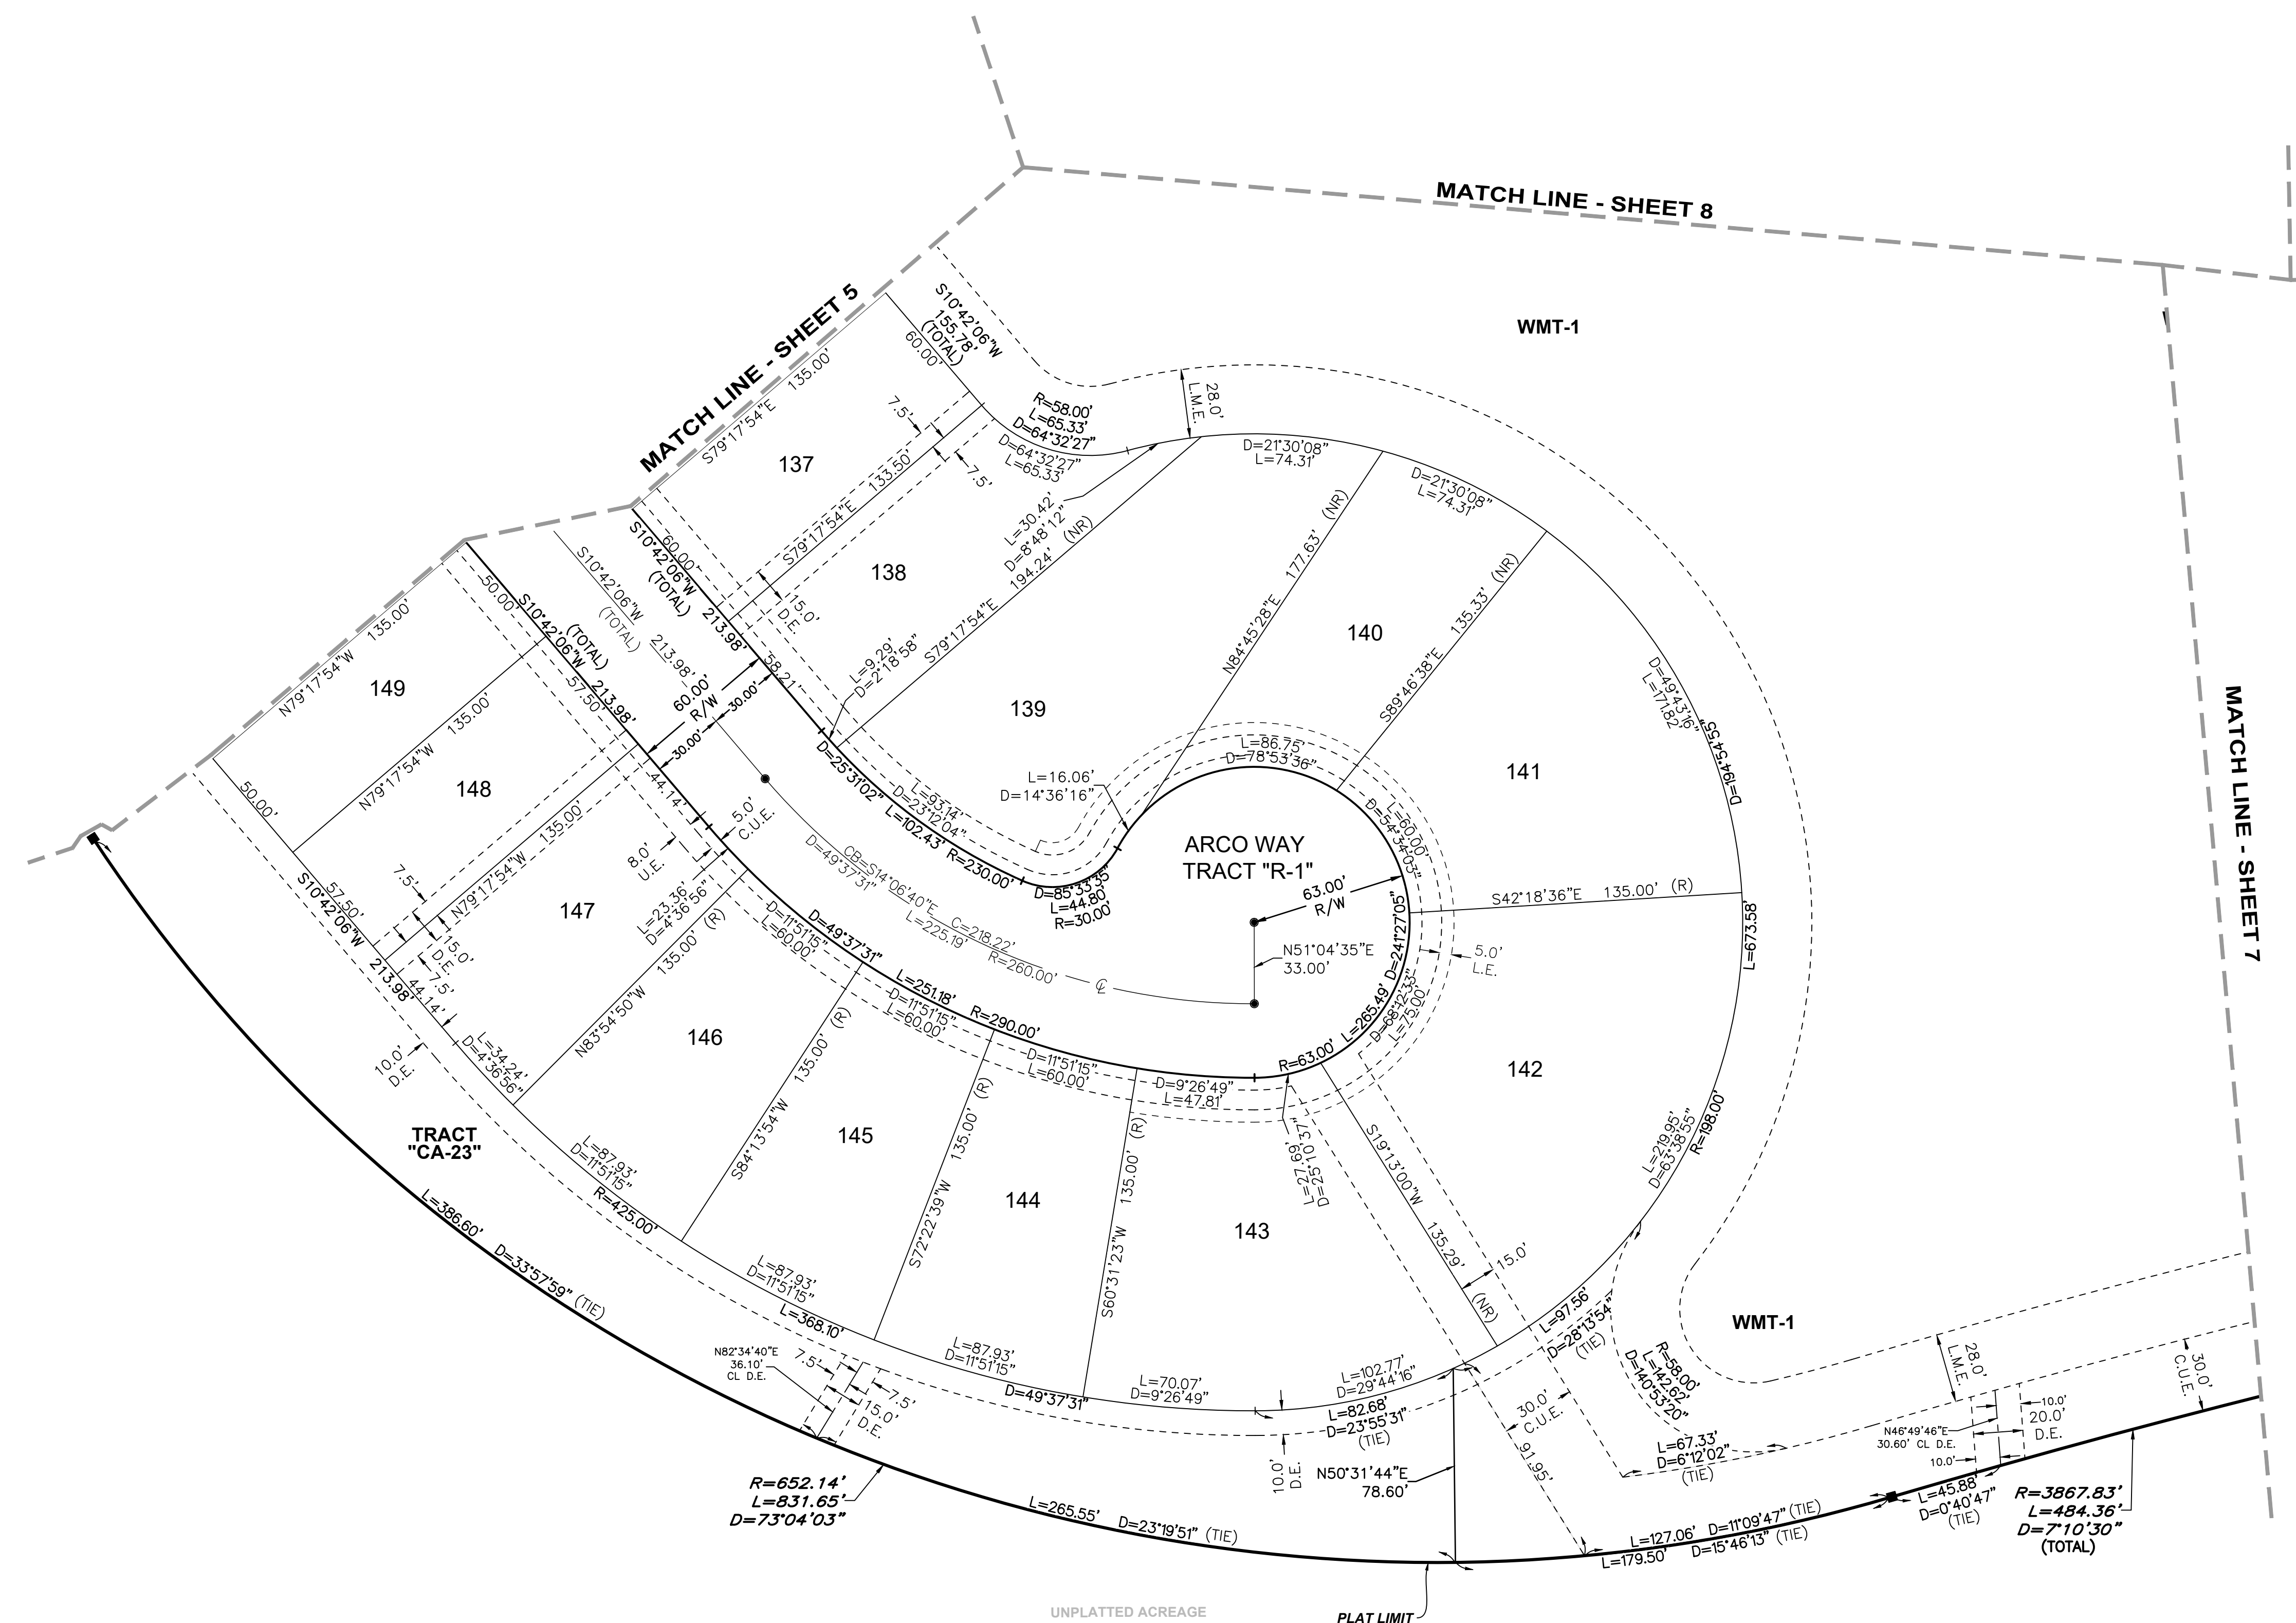 MATCH LINE - SHEET 8
MATCH LINE - SHEET 5
MATCH LINE - SHEET 7
WMT-1
S10°42'06"W
155.78'
(TOTAL)
60.00'
135.00'
S79°17'54"E
137
7.5'
133.50'
S79°17'54"E
7.5'
R=58.00'
L=65.33'
D=64°32'27"
D=64°32'27"
L=65.33'
28.0'
L.M.E.
D=21°30'08"
L=74.31'
D=21°30'08"
L=74.31'
L=30.42'
D=8°48'12"
194.24' (NR)
S79°17'54"E
138
60.00'
S10°42'06"W
(TOTAL)
213.98'
15.0'
D.E.
58.21'
L=9.29'
D=2°18'58"
177.63' (NR)
N84°45'28"E
139
140
135.33' (NR)
S89°46'38"E
141
D=49°43'16"
L=171.82'
D=194°54'55"
L=673.58'
R=198.00'
S10°42'06"W
(TOTAL)
213.98'
50.00'
S10°42'06"W
(TOTAL)
213.98'
57.50'
60.00'
R/W
30.00'
30.00'
44.14'
N79°17'54"W 135.00'
149
N79°17'54"W 135.00'
148
50.00'
57.50'
S10°42'06"W
213.98'
44.14'
7.5'
N79°17'54"W 135.00'
15.0'
D.E.
7.5'
147
8.0'
U.E.
5.0'
C.U.E.
L=23.36'
D=4°36'56"
N83°54'50"W 135.00' (R)
L=34.24'
D=4°36'56"
10.0'
D.E.
D=25°31'02"
L=102.43' R=230.00'
L=93.14'
D=23°12'04"
L=16.06'
D=14°36'16"
D=85°33'35"
L=44.80'
R=30.00'
L=86.75'
D=78°53'36"
ARCO WAY
TRACT "R-1"
L=60.00'
D=54°34'03"
63.00'
R/W
N51°04'35"E
33.00'
S42°18'36"E 135.00' (R)
5.0'
L.E.
R=63.00' L=265.49' D=241°27'05"
D=68°12'33"
L=75.00'
CB=S14°06'40"E C=218.22'
D=49°37'31" L=225.19' R=260.00'
D=49°37'31" L=251.18' R=290.00'
D=11°51'15"
L=60.00'
D=11°51'15"
L=60.00'
D=11°51'15"
L=60.00'
D=9°26'49"
L=47.81'
146
S84°13'54"W 135.00' (R)
145
S72°22'39"W 135.00' (R)
144
S60°31'23"W 135.00' (R)
143
L=27.69'
D=25°10'37"
S19°13'00"W 135.29' (NR)
142
15.0'
L=219.95'
D=63°38'55"
TRACT
"CA-23"
L=87.93'
D=11°51'15"
R=425.00'
L=87.93'
D=11°51'15"
L=368.10'
L=87.93'
D=11°51'15"
D=49°37'31"
L=70.07'
D=9°26'49"
L=102.77'
D=29°44'16"
L=82.68'
D=23°55'31"
(TIE)
L=97.56'
D=28°13'54"
(TIE)
L=386.60' D=33°57'59" (TIE)
N82°34'40"E
36.10'
CL D.E.
7.5'
7.5'
15.0'
D.E.
R=652.14'
L=831.65'
D=73°04'03"
L=265.55' D=23°19'51" (TIE)
10.0'
D.E.
N50°31'44"E
78.60'
30.0'
C.U.E.
91.95'
R=58.00'
L=142.62'
D=140°53'20"
WMT-1
L=67.33'
D=6°12'02"
(TIE)
28.0'
L.M.E.
30.0'
C.U.E.
N46°49'46"E
30.60' CL D.E.
10.0'
20.0'
D.E.
10.0'
L=127.06' D=11°09'47" (TIE)
L=179.50' D=15°46'13" (TIE)
L=45.88'
D=0°40'47"
(TIE)
R=3867.83'
L=484.36'
D=7°10'30"
(TOTAL)
UNPLATTED ACREAGE
PLAT LIMIT